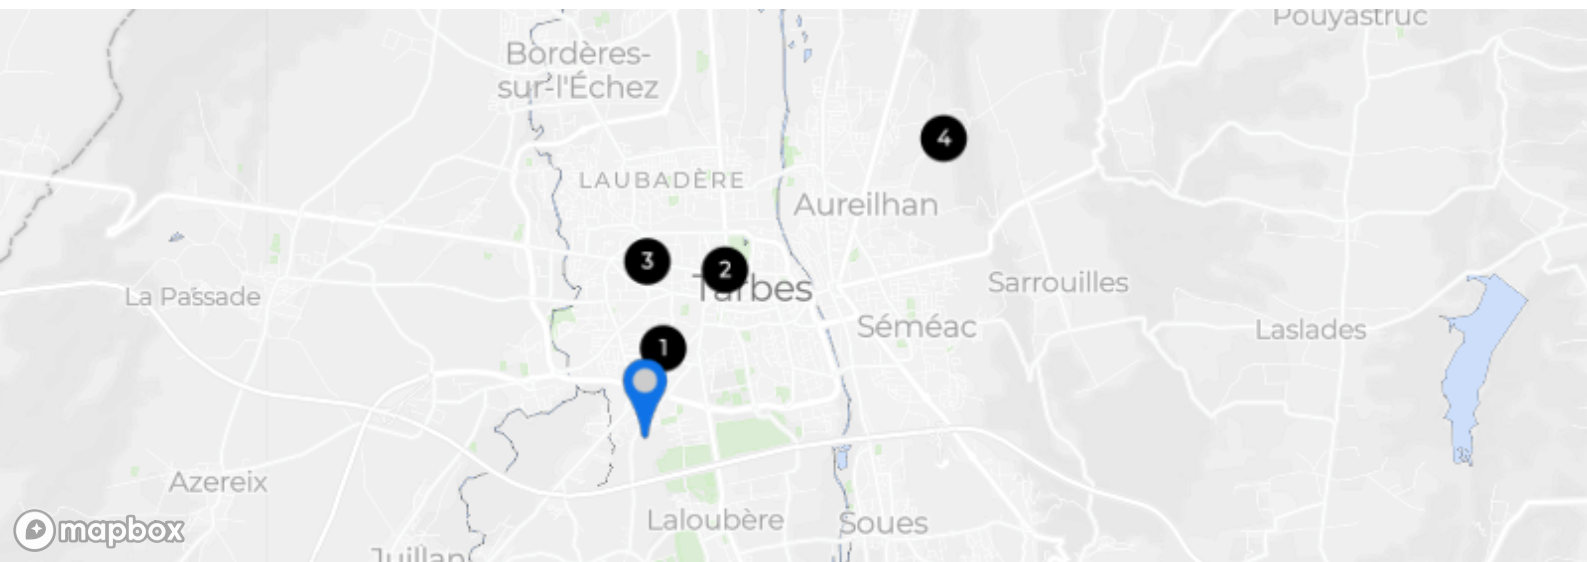 Pouyastruc
Bordères-
sur-l'Échez
4
LAUBADÈRE
Aureilhan
3
2
Tarbes
La Passade
Sarrouilles
Séméac
Laslades
1
Azereix
Laloubère
Soues
mapbox
Juillan